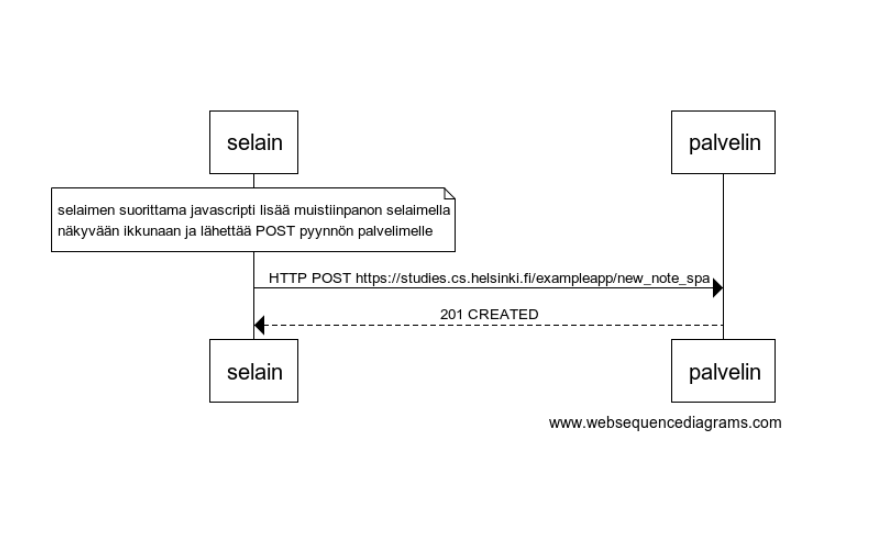 selain palvelin
selaimen suorittama javascripti lisää muistiinpanon selaimella
näkyvään ikkunaan ja lähettää POST pyynnön palvelimelle
HTTP POST https://studies.cs.helsinki.fi/exampleapp/new_note_spa
201 CREATED
selain palvelin
www.websequencediagrams.com